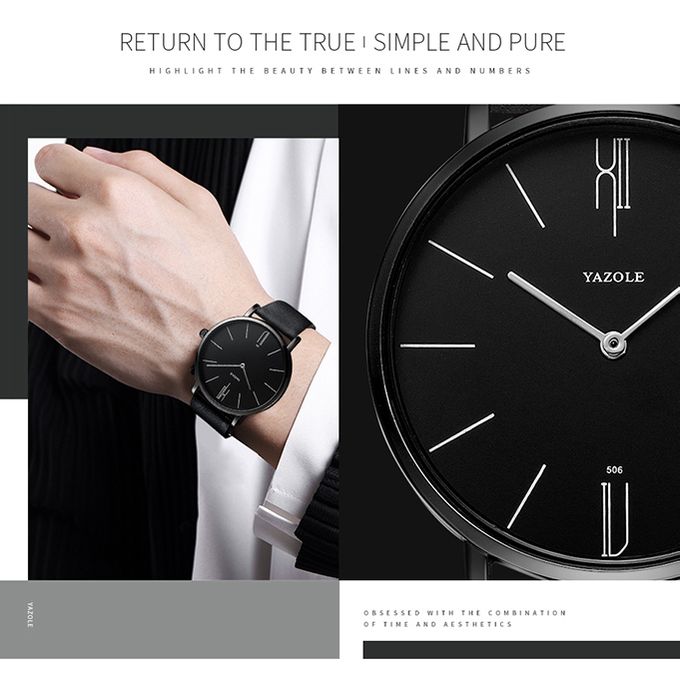 RETURN TO THE TRUE | SIMPLE AND PURE
HIGHLIGHT THE BEAUTY BETWEEN LINES AND NUMBERS
XII
YAZOLE
506
YAZOLE
OBSESSED WITH THE COMBINATION
OF TIME AND AESTHETICS